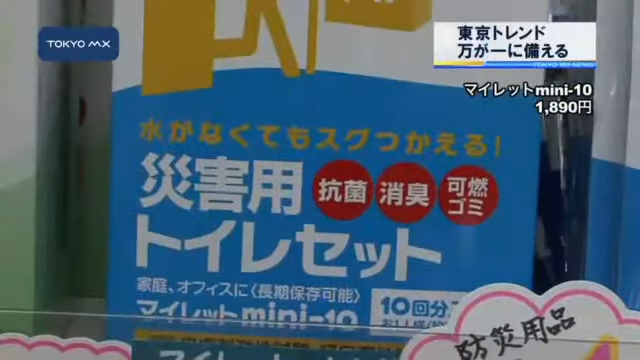 TOKYO MX
東京トレンド
万が一に備える
TOKYO MX NEWS
マイレットmini-10
1,890円
水がなくてもスグつかえる!
災害用
抗菌
消臭
可燃
ゴミ
トイレセット
家庭、オフィスに〈長期保存可能〉
マイレットmini-10
10回分
防災用品